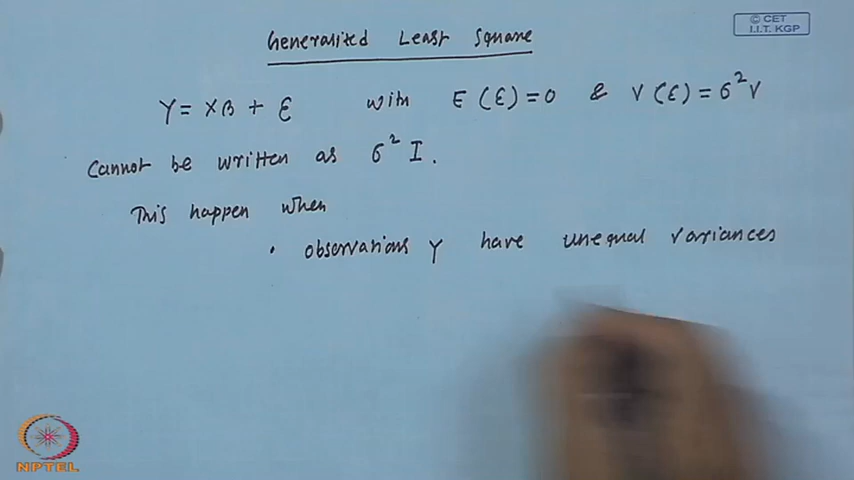 Generalited Least Square
© CET
I.I.T. KGP
Y = XB + ε with E(ε) = 0 & V(ε) = σ²V
Cannot be written as σ² I.
This happen when
• observations Y have unequal variances
NPTEL